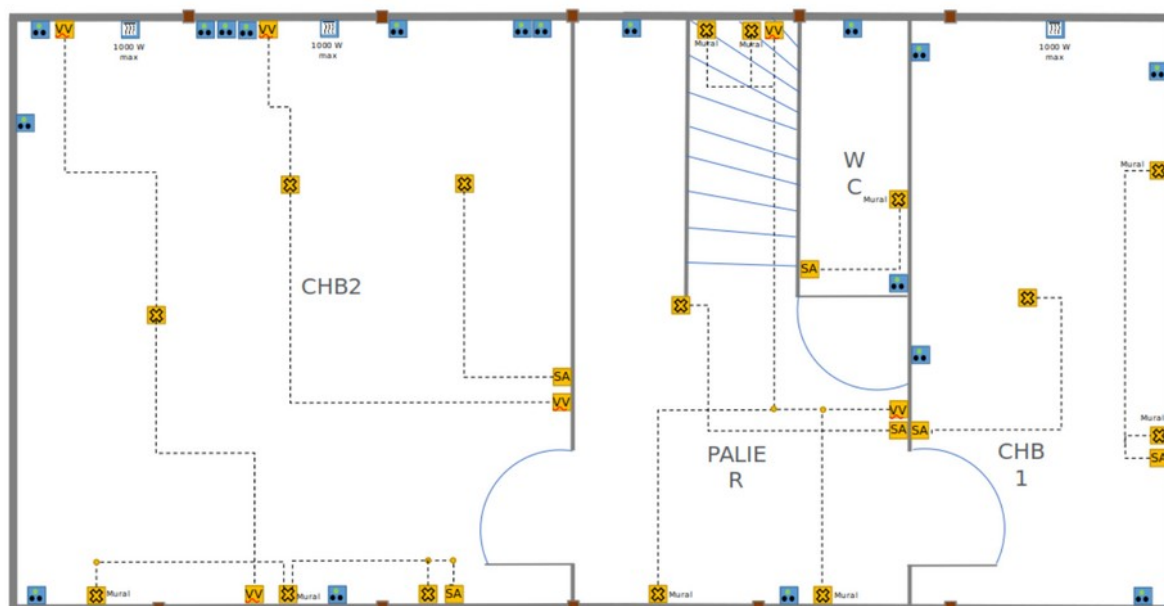 VV
VV
VV
1000 W
max
1000 W
max
Mural
Mural
1000 W
max
W
C
Mural
Mural
SA
CHB2
SA
VV
VV
SA
SA
Mural
SA
PALIE
R
CHB
1
Mural
VV
Mural
SA
Mural
Mural